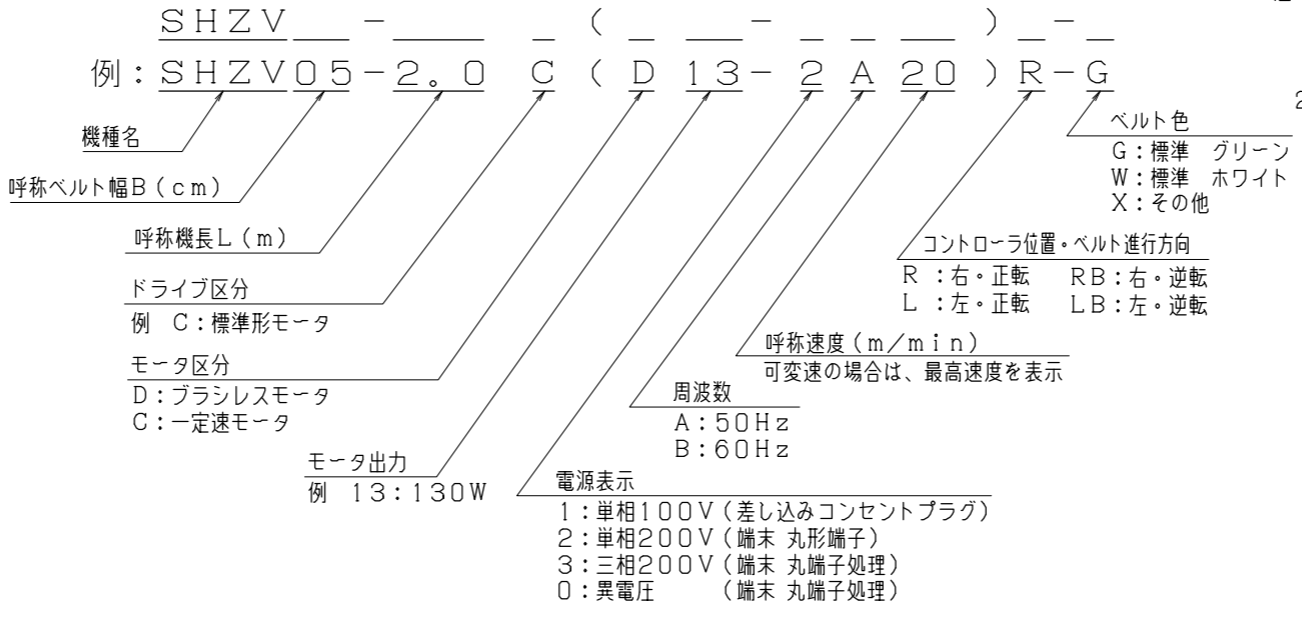 SHZV__-___ _(_ __-_ _ __)_-_
例:SHZV05-2.0 C(D 13-2 A 20)R-G
機種名
呼称ベルト幅B(cm)
呼称機長L(m)
ドライブ区分
例 C:標準形モータ
モータ区分
D:ブラシレスモータ
C:一定速モータ
モータ出力
例 13:130W
電源表示
1:単相100V(差し込みコンセントプラグ)
2:単相200V(端末 丸形端子)
3:三相200V(端末 丸端子処理)
0:異電圧 (端末 丸端子処理)
周波数
A:50Hz
B:60Hz
呼称速度(m/min)
可変速の場合は、最高速度を表示
コントローラ位置・ベルト進行方向
R :右・正転 RB:右・逆転
L :左・正転 LB:左・逆転
ベルト色
G:標準 グリーン
W:標準 ホワイト
X:その他